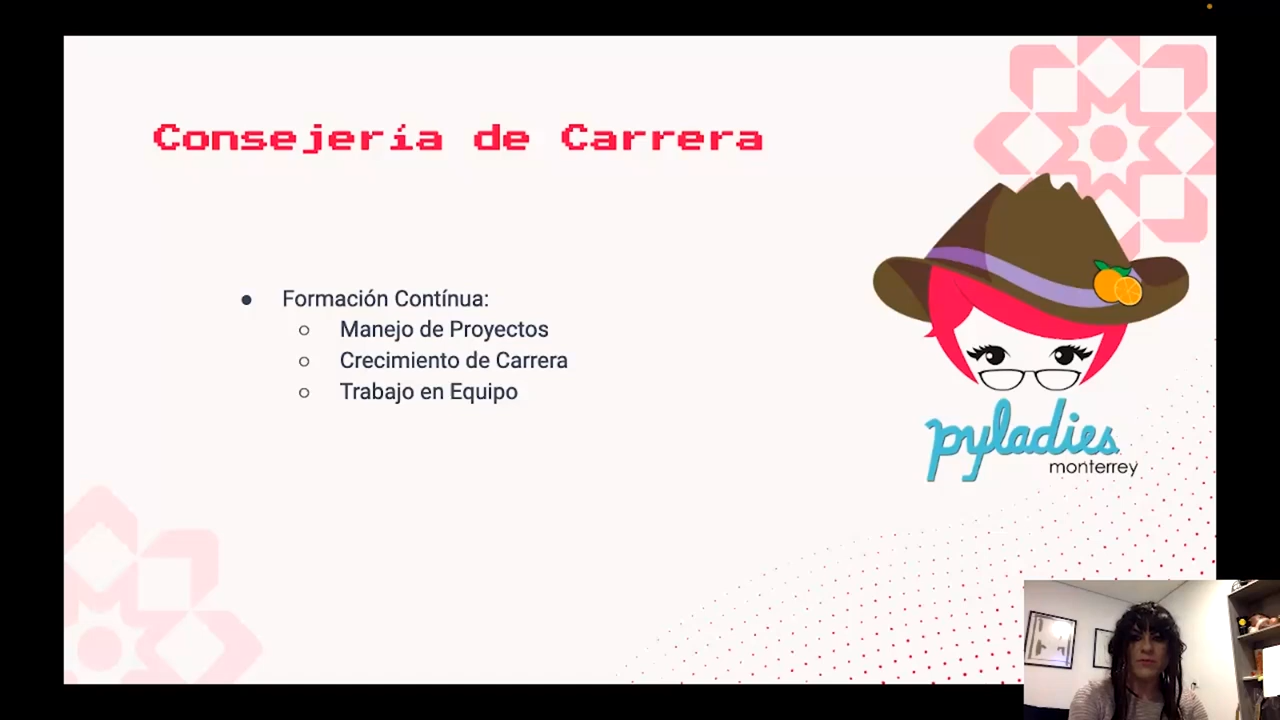 Consejería de Carrera
● Formación Contínua:
○ Manejo de Proyectos
○ Crecimiento de Carrera
○ Trabajo en Equipo
pyladies
monterrey